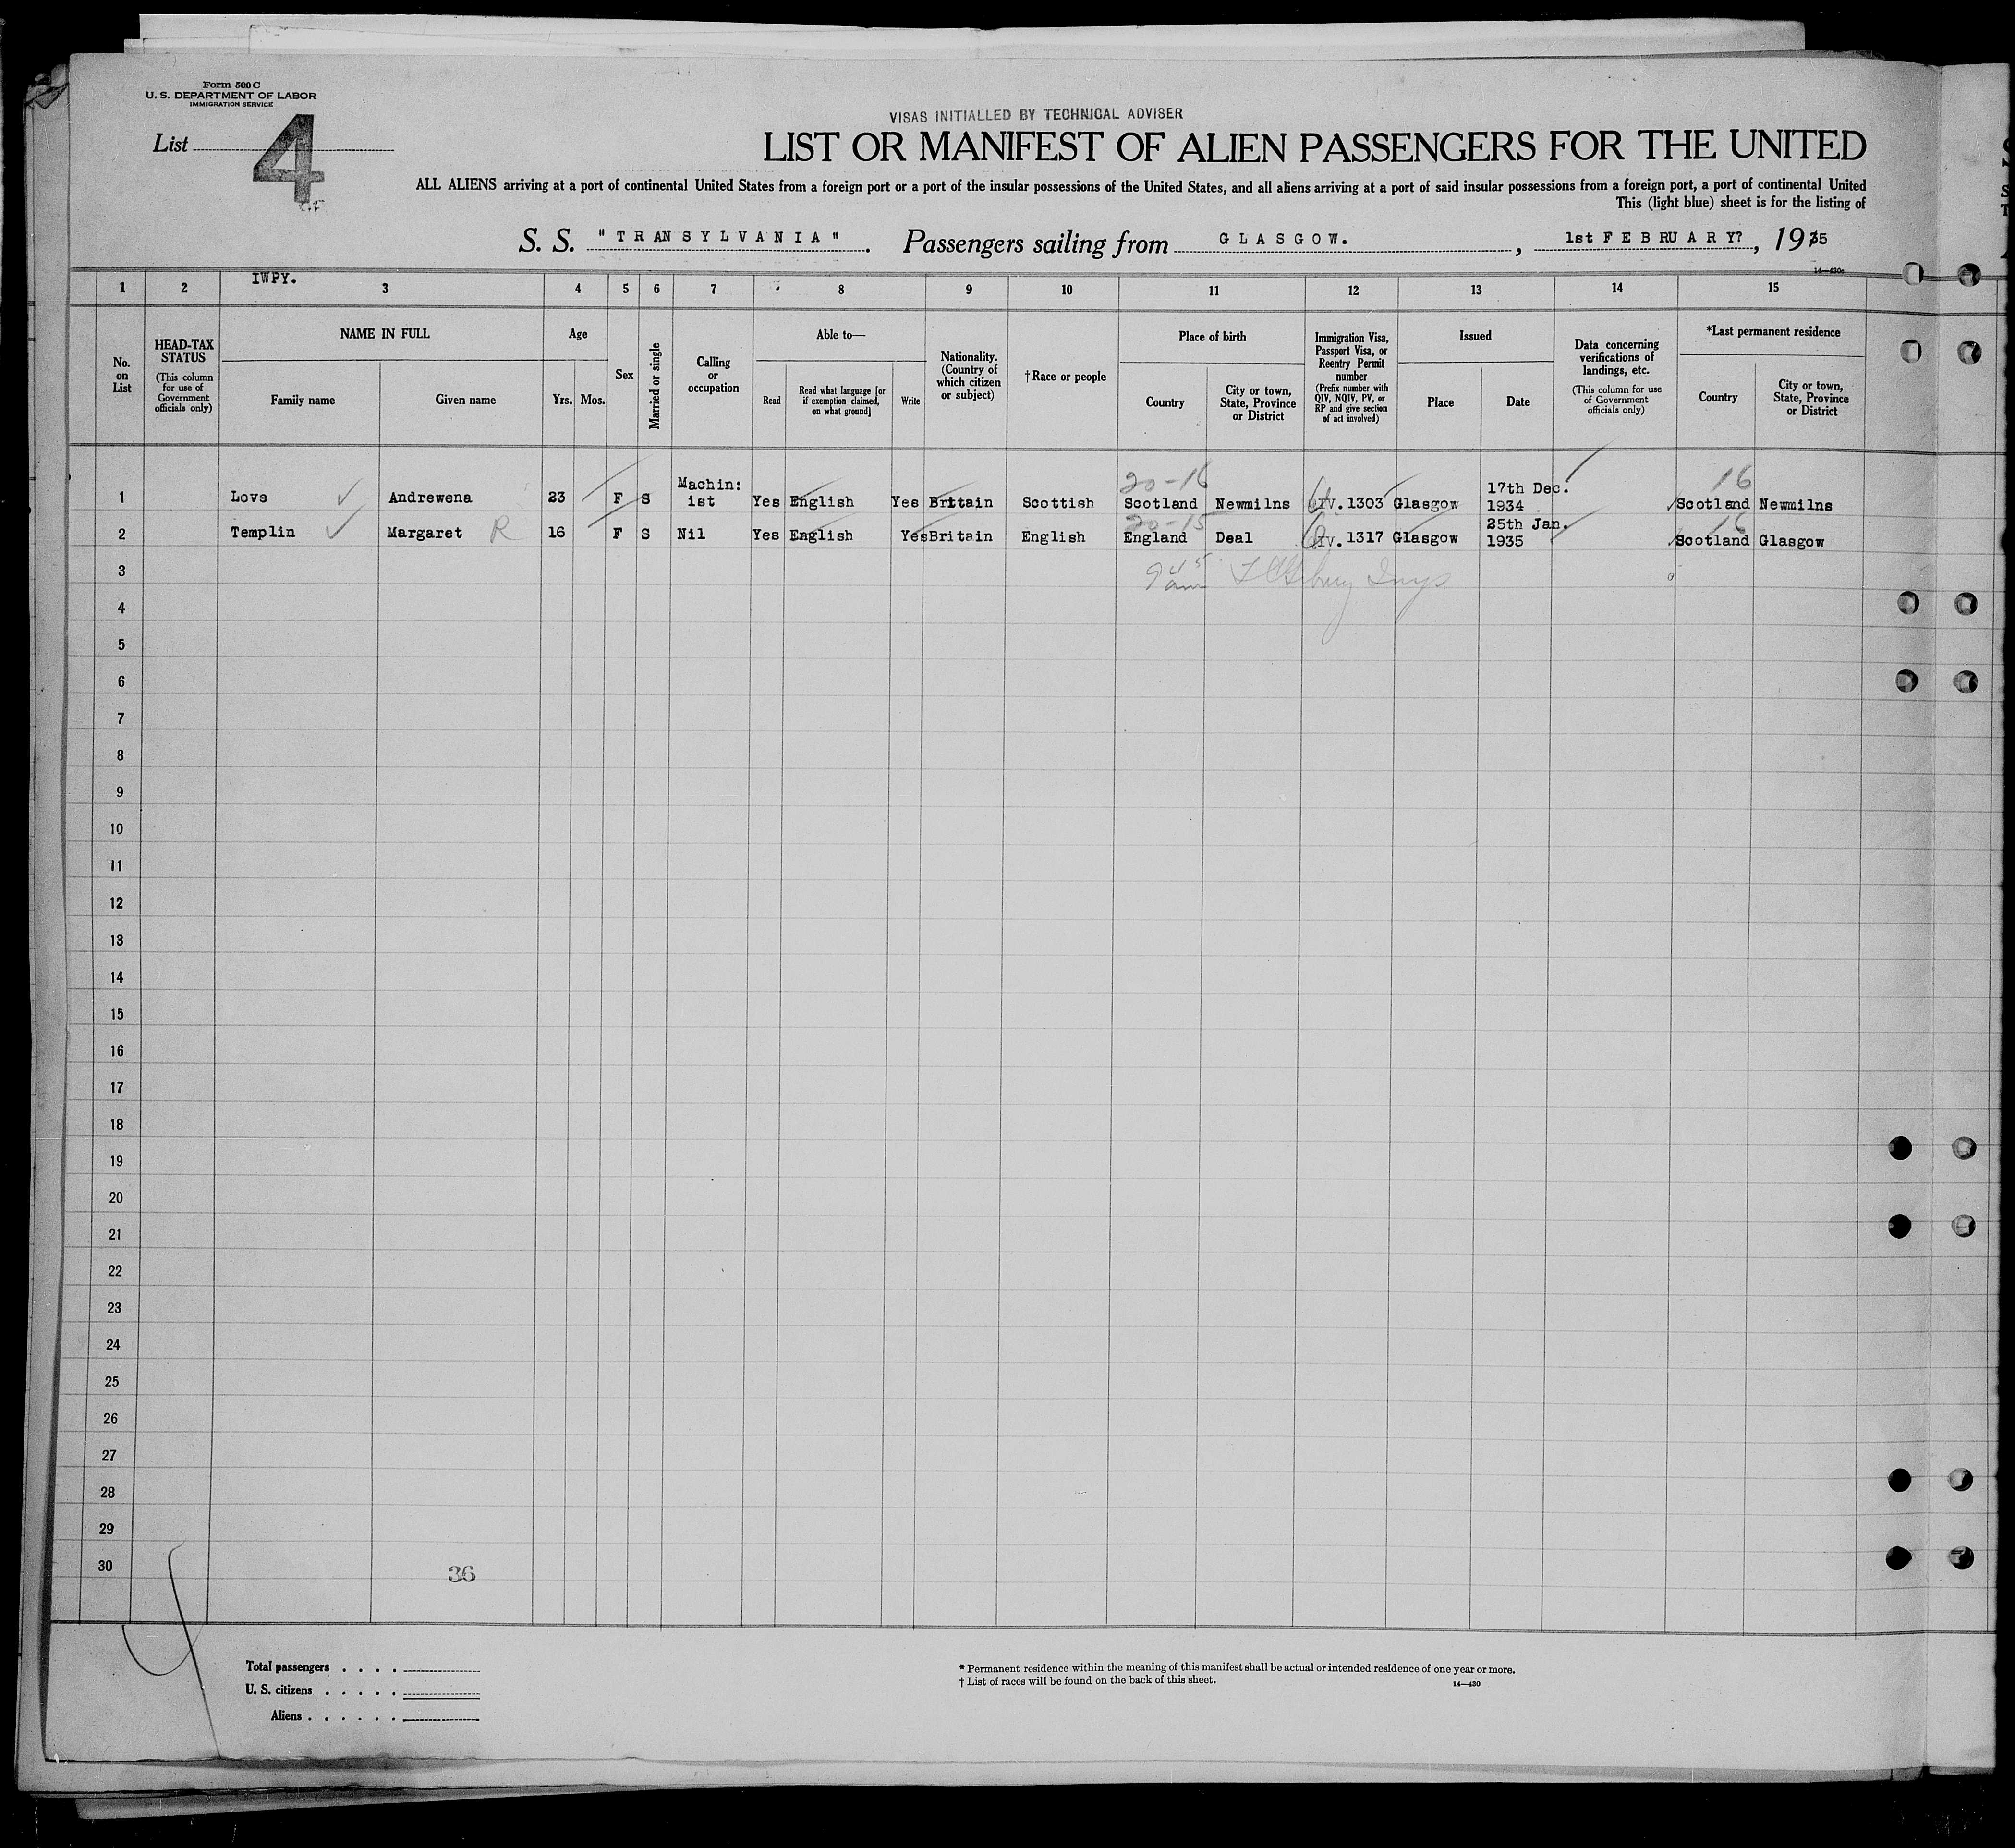 Form 500 C
U. S. DEPARTMENT OF LABOR
IMMIGRATION SERVICE
VISAS INITIALLED BY TECHNICAL ADVISER
List 4
LIST OR MANIFEST OF ALIEN PASSENGERS FOR THE UNITED
ALL ALIENS arriving at a port of continental United States from a foreign port or a port of the insular possessions of the United States, and all aliens arriving at a port of said insular possessions from a foreign port, a port of continental United
This (light blue) sheet is for the listing of
S. S. "TRANSYLVANIA". Passengers sailing from GLASGOW., 1st FEBRUARY?, 1935
14—430c
IWPY.
1 2 3 4 5 6 7 8 9 10 11 12 13 14 15
No. on List
HEAD-TAX STATUS
(This column for use of Government officials only)
NAME IN FULL
Family name
Given name
Age
Yrs. Mos.
Sex
Married or single
Calling or occupation
Able to—
Read
Read what language [or if exemption claimed, on what ground]
Write
Nationality. (Country of which citizen or subject)
†Race or people
Place of birth
Country
City or town, State, Province or District
Immigration Visa, Passport Visa, or Reentry Permit number
(Prefix number with QIV, NQIV, PV, or RP and give section of act involved)
Issued
Place
Date
Data concerning verifications of landings, etc.
(This column for use of Government officials only)
*Last permanent residence
Country
City or town, State, Province or District
20-16 16
1 Love Andrewena 23 F S Machin: ist Yes English Yes Britain Scottish Scotland Newmilns QIV. 1303 Glasgow 17th Dec. 1934 Scotland Newmilns
20-15 16
2 Templin Margaret R 16 F S Nil Yes English Yes Britain English England Deal QIV. 1317 Glasgow 25th Jan. 1935 Scotland Glasgow
3 9 45 am
4
5
6
7
8
9
10
11
12
13
14
15
16
17
18
19
20
21
22
23
24
25
26
27
28
29
30
36
Total passengers . . . .
U. S. citizens . . . . .
Aliens . . . . . .
* Permanent residence within the meaning of this manifest shall be actual or intended residence of one year or more.
† List of races will be found on the back of this sheet. 14—430